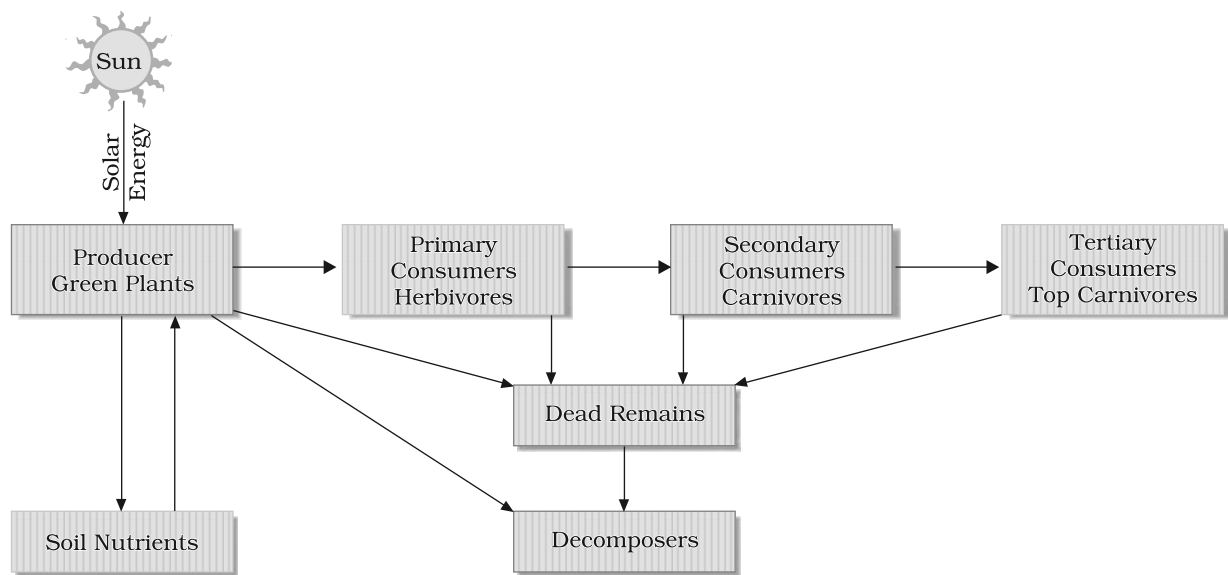 Sun
Solar
Energy
Producer
Green Plants
Primary
Consumers
Herbivores
Secondary
Consumers
Carnivores
Tertiary
Consumers
Top Carnivores
Dead Remains
Soil Nutrients
Decomposers